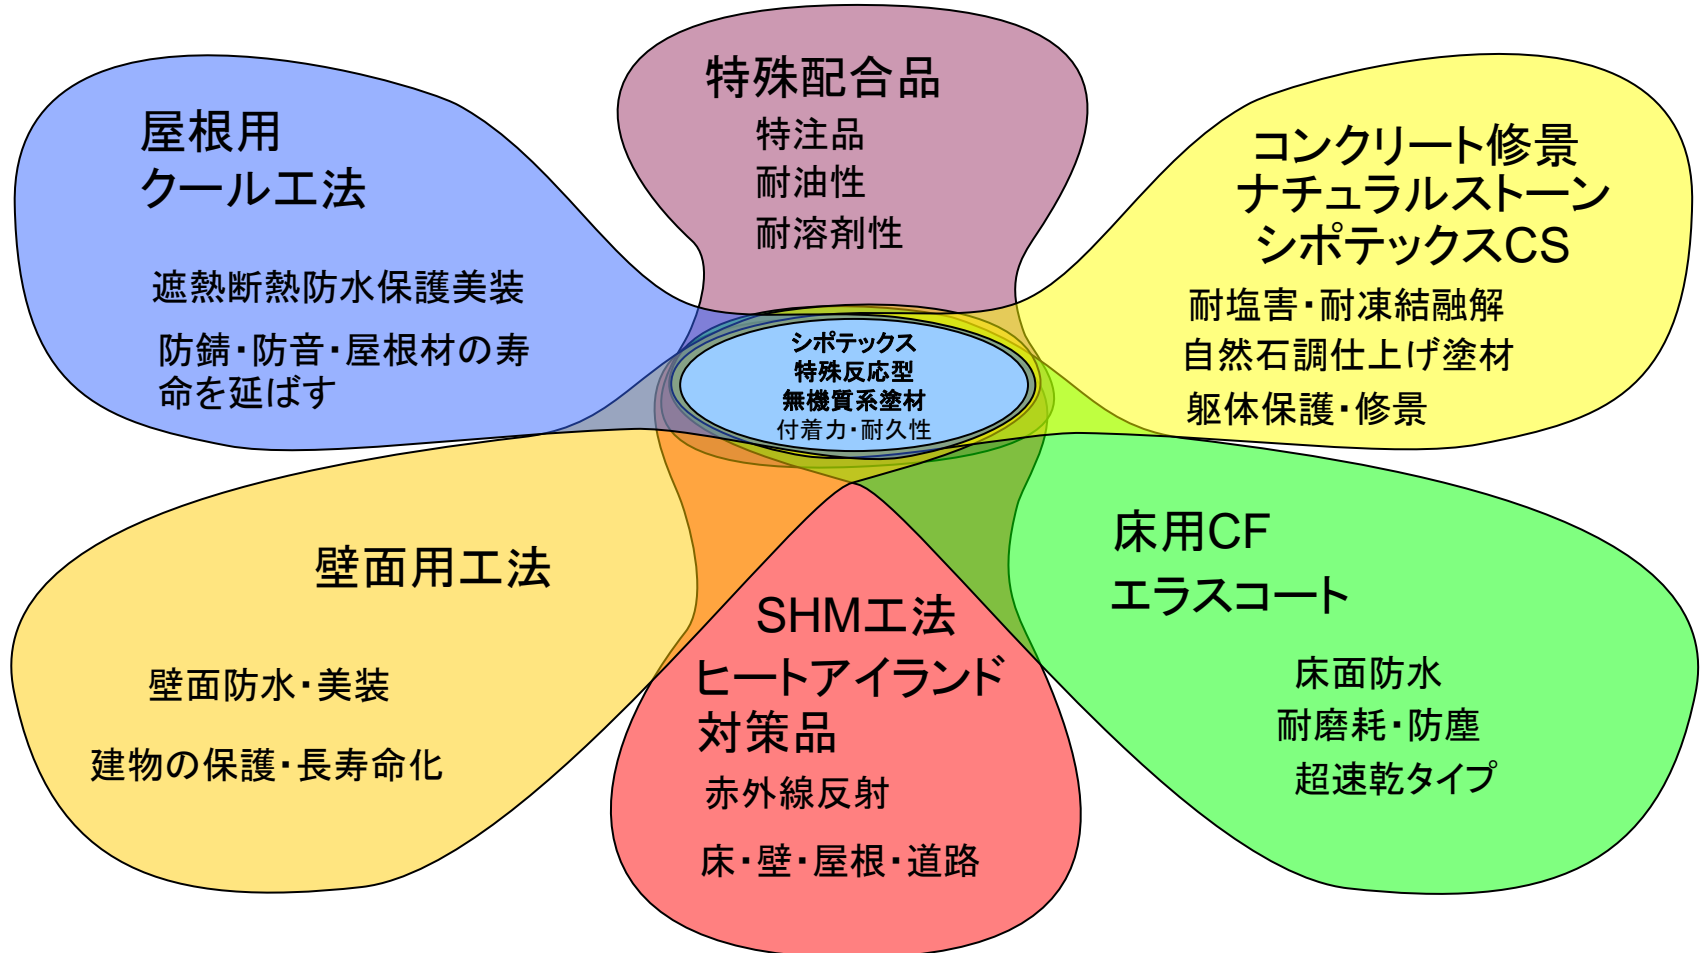 特殊配合品
特注品
耐油性
耐溶剤性
屋根用
クール工法
遮熱断熱防水保護美装
防錆・防音・屋根材の寿
命を延ばす
コンクリート修景
ナチュラルストーン
シポテックスCS
耐塩害・耐凍結融解
自然石調仕上げ塗材
躯体保護・修景
シポテックス
特殊反応型
無機質系塗材
付着力・耐久性
壁面用工法
壁面防水・美装
建物の保護・長寿命化
SHM工法
ヒートアイランド
対策品
赤外線反射
床・壁・屋根・道路
床用CF
エラスコート
床面防水
耐磨耗・防塵
超速乾タイプ